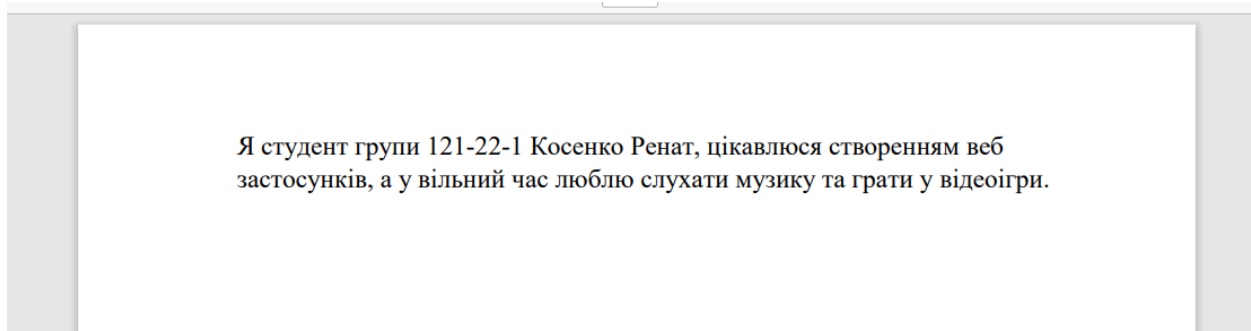 Я студент групи 121-22-1 Косенко Ренат, цікавлюся створенням веб
застосунків, а у вільний час люблю слухати музику та грати у відеоігри.